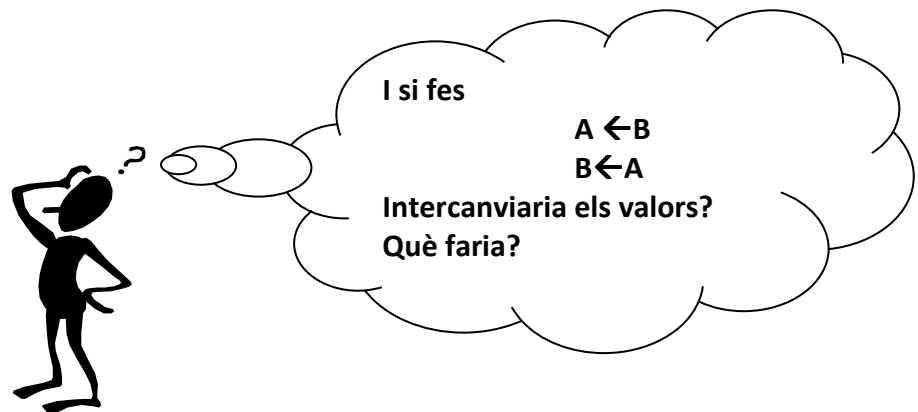 ?
I si fes
A ←B
B←A
Intercanviaria els valors?
Què faria?